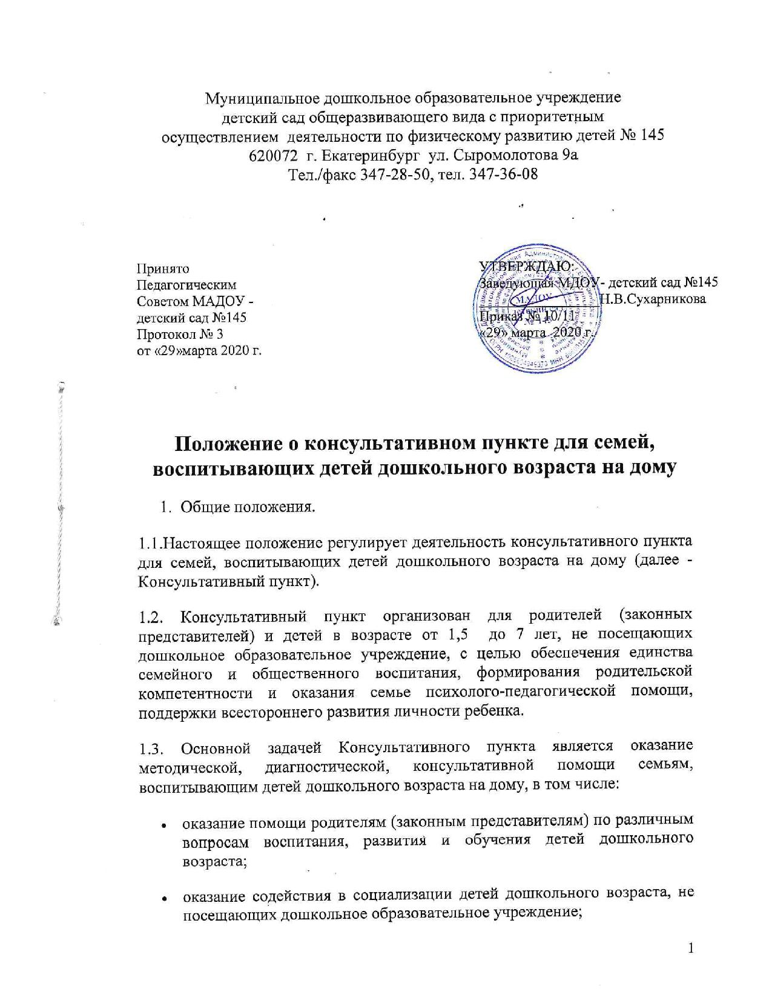 Муниципальное дошкольное образовательное учреждение
детский сад общеразвивающего вида с приоритетным
осуществлением деятельности по физическому развитию детей № 145
620072 г. Екатеринбург ул. Сыромолотова 9а
Тел./факс 347-28-50, тел. 347-36-08
Принято
Педагогическим
Советом МАДОУ -
детский сад №145
Протокол № 3
от «29»марта 2020 г.
УТВЕРЖДАЮ:
Заведующая МДОУ- детский сад №145
Н.В.Сухарникова
Приказ № 10/11
«29» марта 2020 г.
Положение о консультативном пункте для семей,
воспитывающих детей дошкольного возраста на дому
1. Общие положения.
1.1.Настоящее положение регулирует деятельность консультативного пункта
для семей, воспитывающих детей дошкольного возраста на дому (далее -
Консультативный пункт).
1.2. Консультативный пункт организован для родителей (законных
представителей) и детей в возрасте от 1,5 до 7 лет, не посещающих
дошкольное образовательное учреждение, с целью обеспечения единства
семейного и общественного воспитания, формирования родительской
компетентности и оказания семье психолого-педагогической помощи,
поддержки всестороннего развития личности ребенка.
1.3. Основной задачей Консультативного пункта является оказание
методической, диагностической, консультативной помощи семьям,
воспитывающим детей дошкольного возраста на дому, в том числе:
• оказание помощи родителям (законным представителям) по различным
вопросам воспитания, развития и обучения детей дошкольного
возраста;
• оказание содействия в социализации детей дошкольного возраста, не
посещающих дошкольное образовательное учреждение;
1